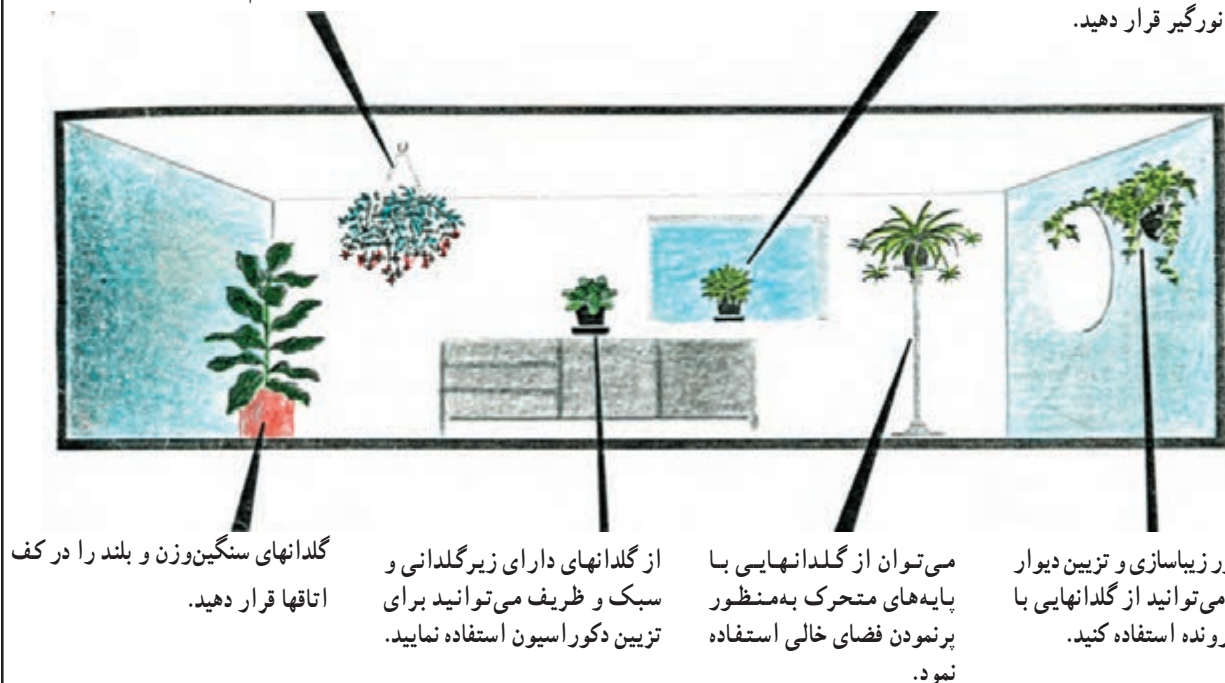 نورگیر قرار دهید.
زیباسازی و تزیین دیوار
می‌توانید از گلدانهایی با
استفاده کنید.
می‌توان از گلدانهایی با
پایه‌های متحرک به‌منظور
پرنمودن فضای خالی استفاده
نمود.
از گلدانهای دارای زیرگلدانی و
سبک و ظریف می‌توانید برای
تزیین دکوراسیون استفاده نمایید.
گلدانهای سنگین‌وزن و بلند را در کف
اتاقها قرار دهید.